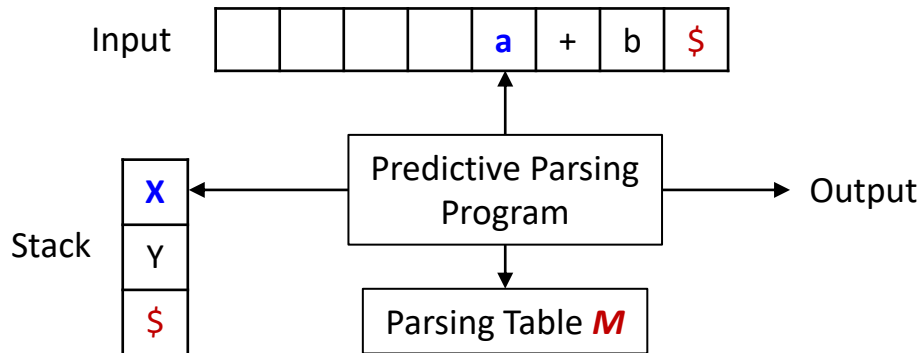 Input a + b $
Predictive Parsing
Program
Output
Stack
X
Y
$
Parsing Table M